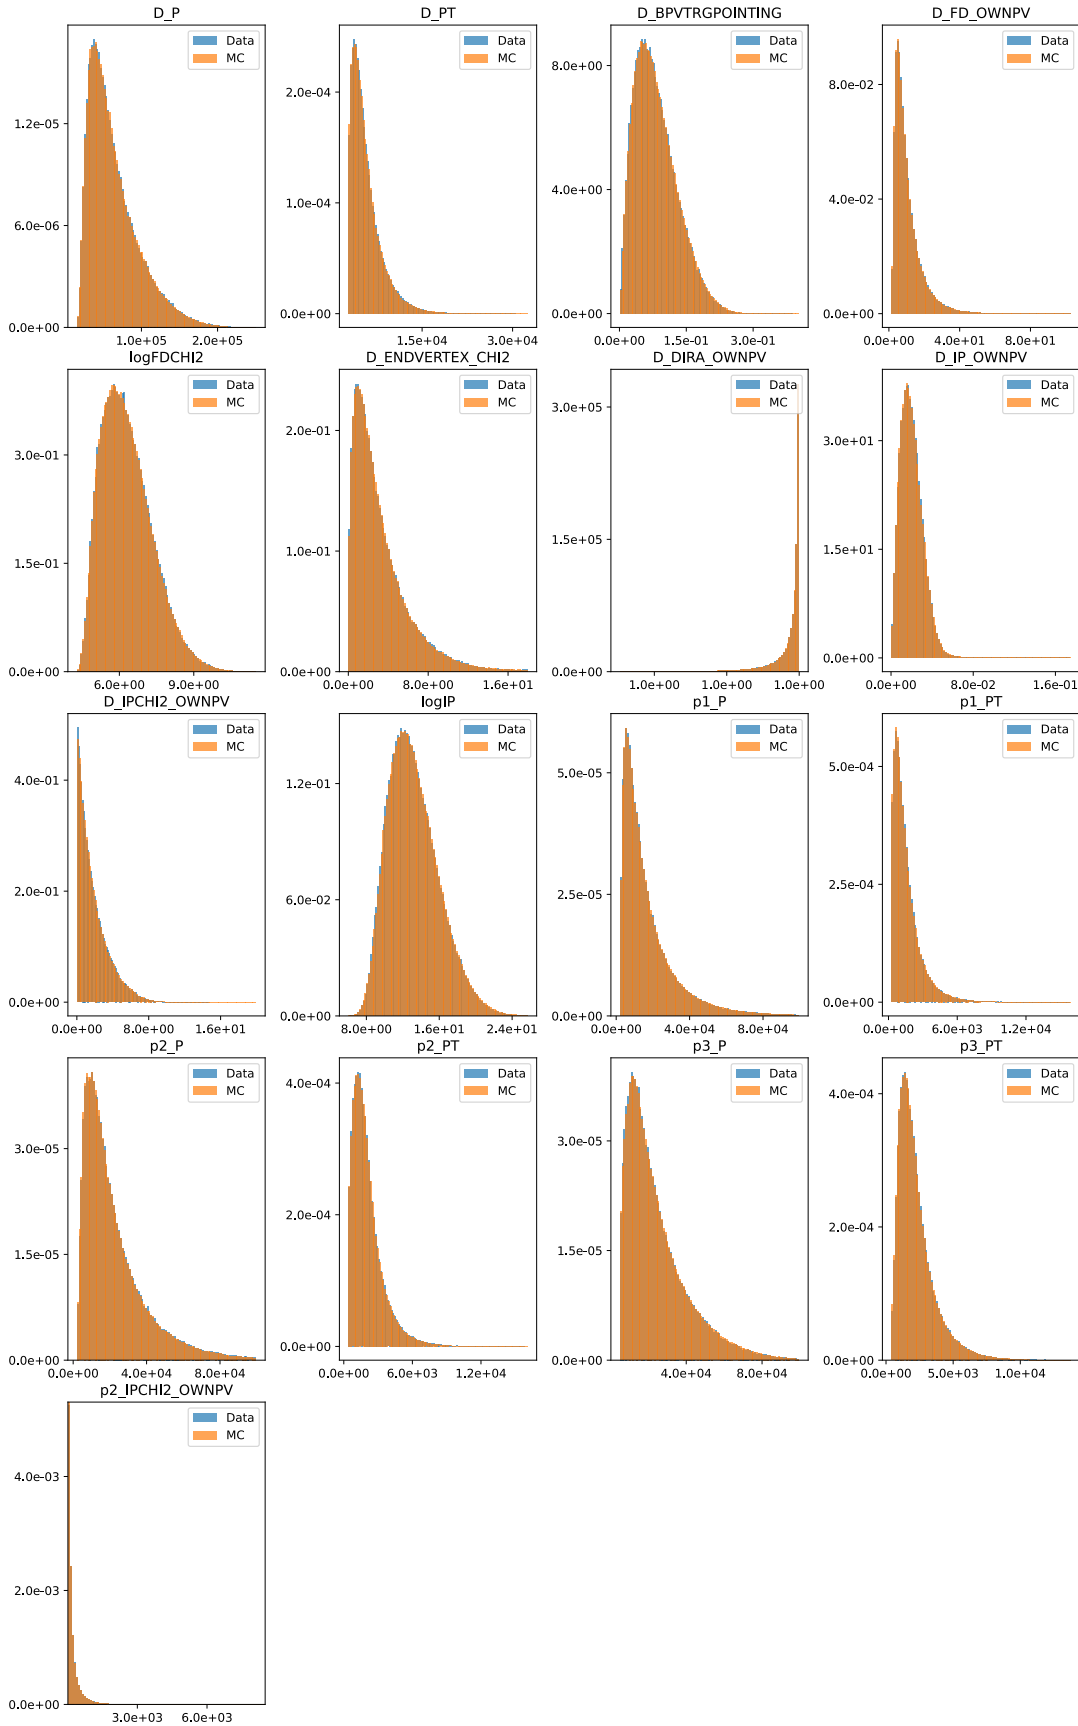 D_P
Data
MC
1.2e-05
6.0e-06
0.0e+00
1.0e+05
2.0e+05
D_PT
Data
MC
2.0e-04
1.0e-04
0.0e+00
1.5e+04
3.0e+04
D_BPVTRGPOINTING
Data
MC
8.0e+00
4.0e+00
0.0e+00
0.0e+00
1.5e-01
3.0e-01
D_FD_OWNPV
Data
MC
8.0e-02
4.0e-02
0.0e+00
0.0e+00
4.0e+01
8.0e+01
logFDCHI2
Data
MC
3.0e-01
1.5e-01
0.0e+00
6.0e+00
9.0e+00
D_ENDVERTEX_CHI2
Data
MC
2.0e-01
1.0e-01
0.0e+00
0.0e+00
8.0e+00
1.6e+01
D_DIRA_OWNPV
Data
MC
3.0e+05
1.5e+05
0.0e+00
1.0e+00
1.0e+00
1.0e+00
D_IP_OWNPV
Data
MC
3.0e+01
1.5e+01
0.0e+00
0.0e+00
8.0e-02
1.6e-01
D_IPCHI2_OWNPV
Data
MC
4.0e-01
2.0e-01
0.0e+00
0.0e+00
8.0e+00
1.6e+01
logIP
Data
MC
1.2e-01
6.0e-02
0.0e+00
6.0e+00
1.2e+01
1.8e+01
2.4e+01
p1_P
Data
MC
5.0e-05
2.5e-05
0.0e+00
0.0e+00
4.0e+04
8.0e+04
p1_PT
Data
MC
5.0e-04
2.5e-04
0.0e+00
0.0e+00
6.0e+03
1.2e+04
p2_P
Data
MC
3.0e-05
1.5e-05
0.0e+00
0.0e+00
4.0e+04
8.0e+04
p2_PT
Data
MC
4.0e-04
2.0e-04
0.0e+00
0.0e+00
6.0e+03
1.2e+04
p3_P
Data
MC
3.0e-05
1.5e-05
0.0e+00
4.0e+04
8.0e+04
p3_PT
Data
MC
4.0e-04
2.0e-04
0.0e+00
0.0e+00
5.0e+03
1.0e+04
p2_IPCHI2_OWNPV
Data
MC
4.0e-03
2.0e-03
0.0e+00
3.0e+03
6.0e+03